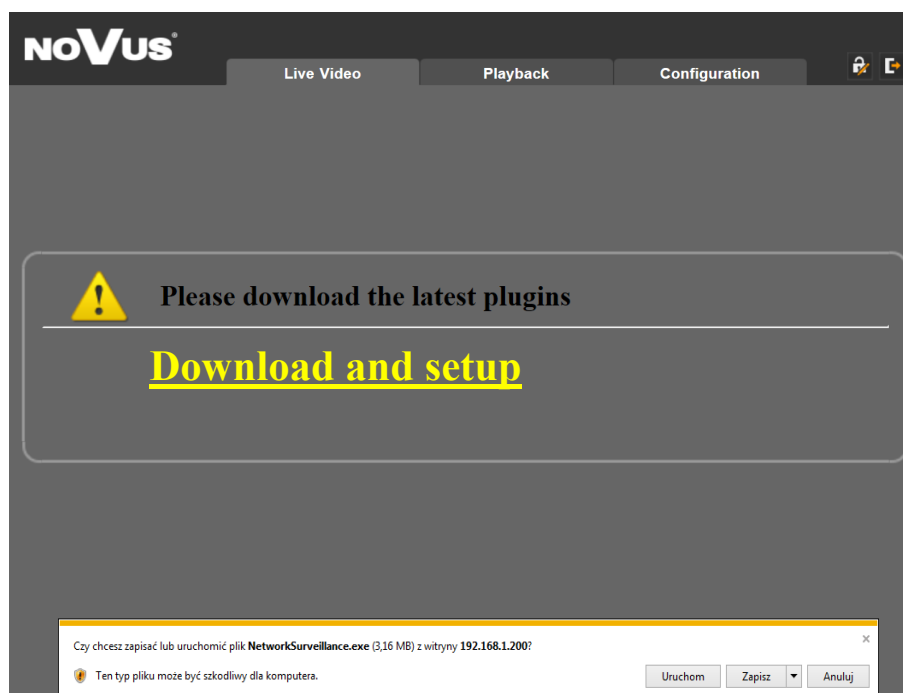 NOVUS®
Live Video Playback Configuration
Please download the latest plugins
Download and setup
Czy chcesz zapisać lub uruchomić plik NetworkSurveillance.exe (3,16 MB) z witryny 192.168.1.200?
Ten typ pliku może być szkodliwy dla komputera.
Uruchom Zapisz Anuluj